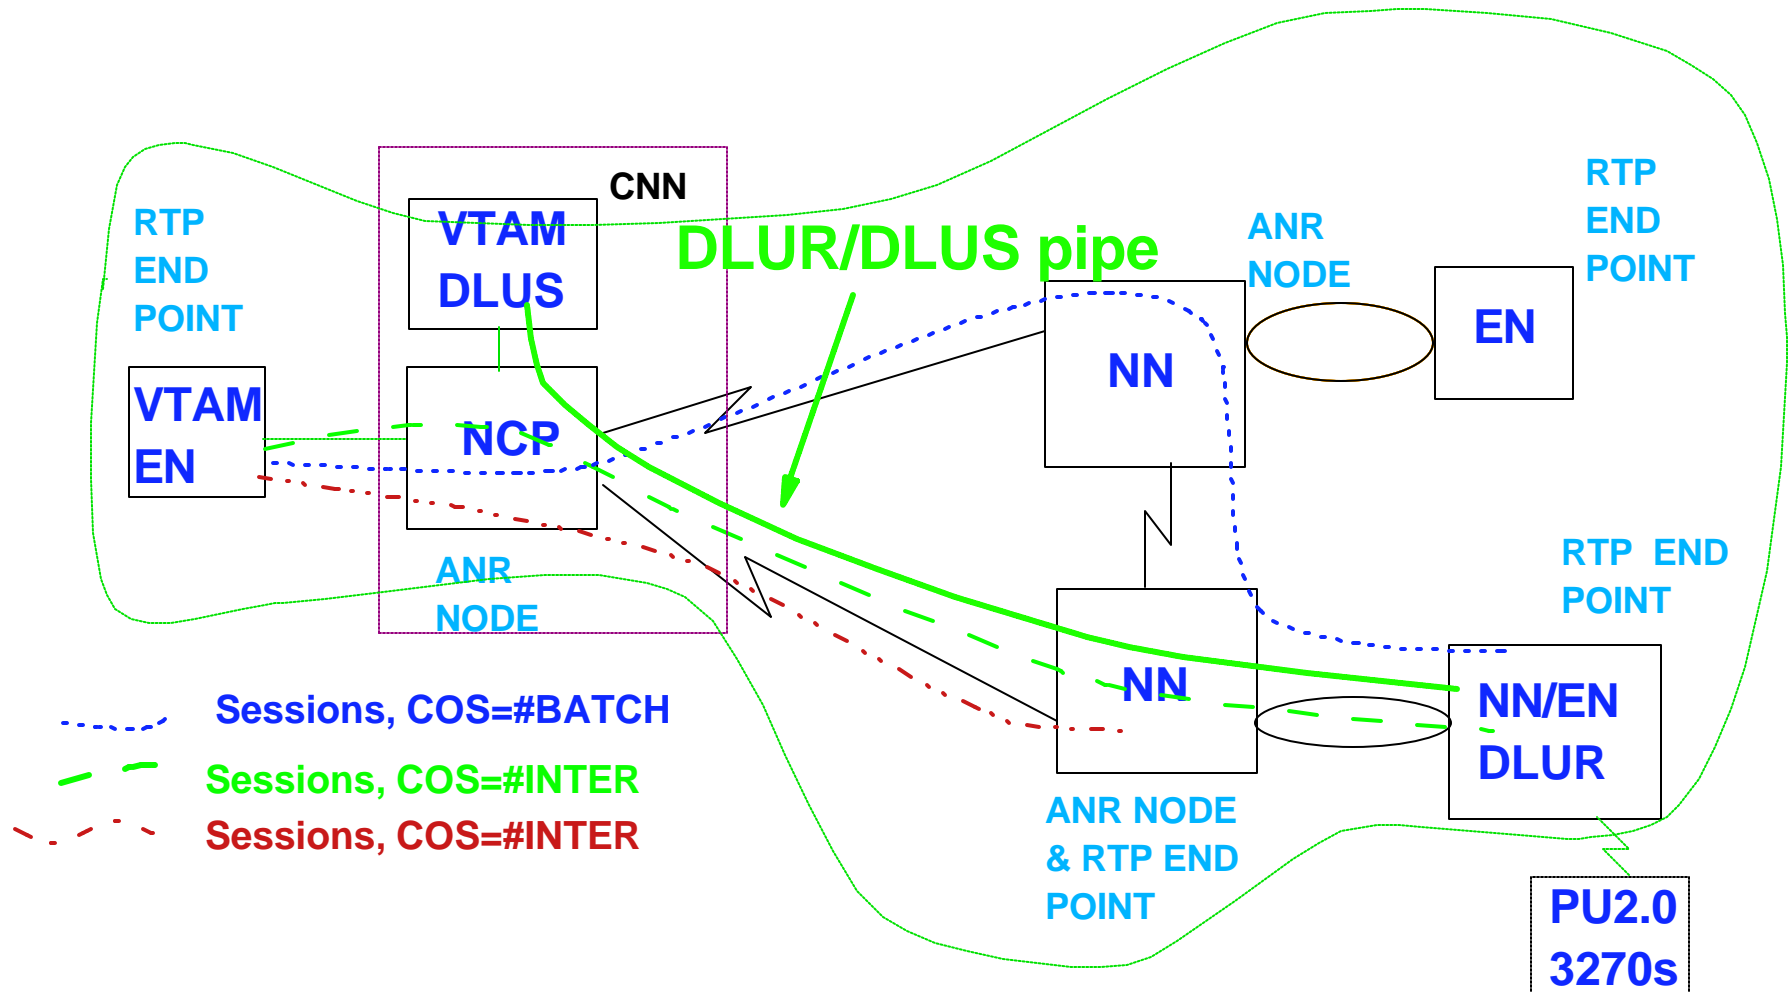 CNN
RTP
END
POINT
VTAM
DLUS
DLUR/DLUS pipe
ANR
NODE
RTP
END
POINT
VTAM
EN
NCP
NN
EN
ANR
NODE
RTP  END
POINT
NN
NN/EN
DLUR
ANR NODE
& RTP END
POINT
PU2.0
3270s
Sessions, COS=#BATCH
Sessions, COS=#INTER
Sessions, COS=#INTER